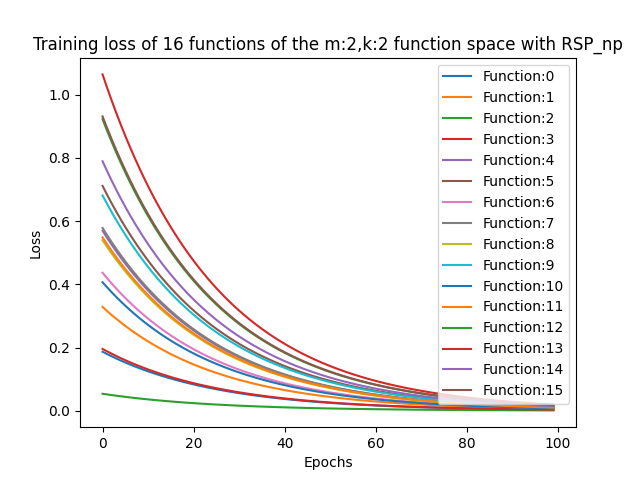 Training loss of 16 functions of the m:2,k:2 function space with RSP_np
Loss
1.0
0.8
0.6
0.4
0.2
0.0
0
20
40
60
80
100
Epochs
Function:0
Function:1
Function:2
Function:3
Function:4
Function:5
Function:6
Function:7
Function:8
Function:9
Function:10
Function:11
Function:12
Function:13
Function:14
Function:15